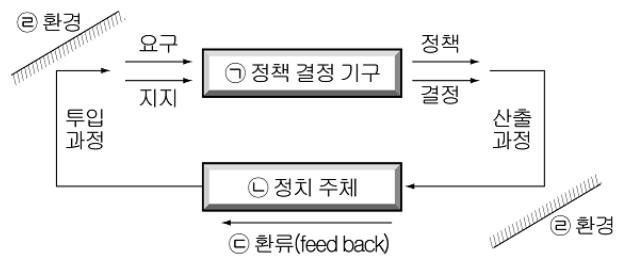 ㉣ 환경
요구
지지
㉠ 정책 결정 기구
정책
결정
투입
과정
산출
과정
㉡ 정치 주체
㉢ 환류(feed back)
㉣ 환경